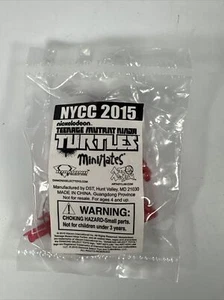 NYCC 2015
nickelodeon
TEENAGE MUTANT NINJA
TURTLES
MiniMates
Manufactured by DST, Hunt Valley, MD 21030
MADE IN CHINA. Guangdong Province
Not for resale. For ages 4 and up!
WARNING:
CHOKING HAZARD-Small parts.
Not for children under 3 years.